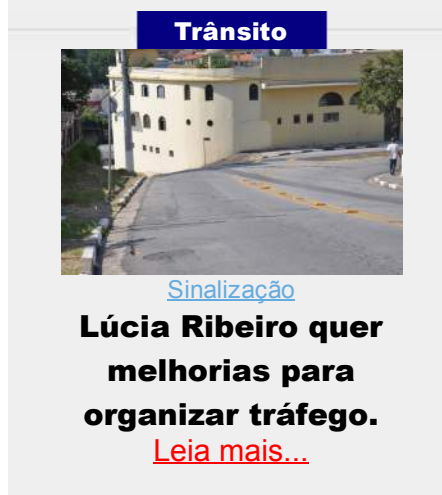 Trânsito
Sinalização
Lúcia Ribeiro quer
melhorias para
organizar tráfego.
Leia mais...